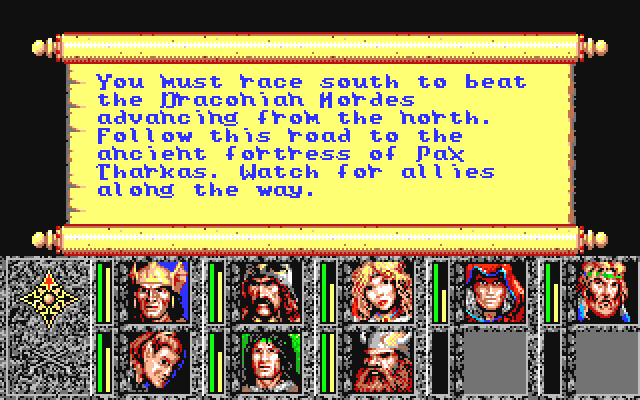 You must race south to beat
the Draconian Hordes
advancing from the north.
Follow this road to the
ancient fortress of Pax
Tharkas. Watch for allies
along the way.